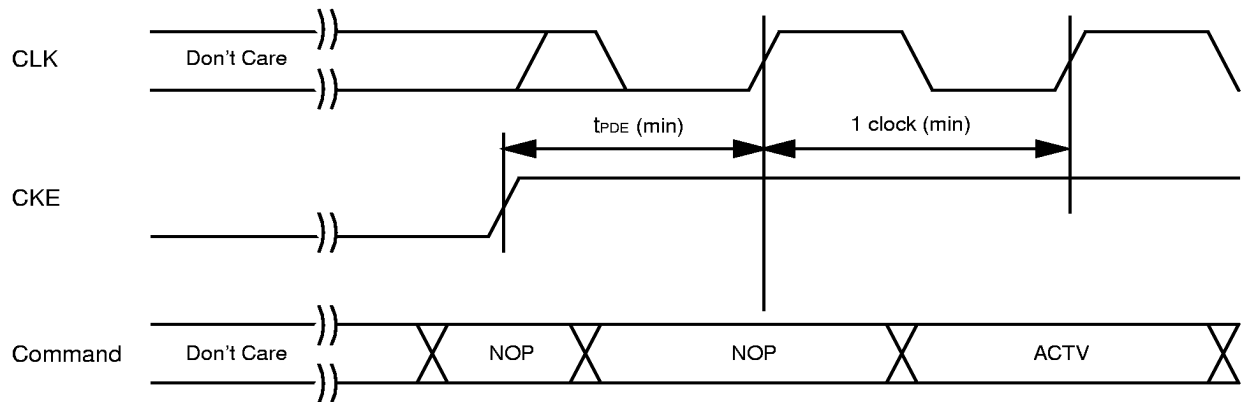 CLK
Don't Care
tPDE (min)
1 clock (min)
CKE
Command
Don't Care
NOP
NOP
ACTV